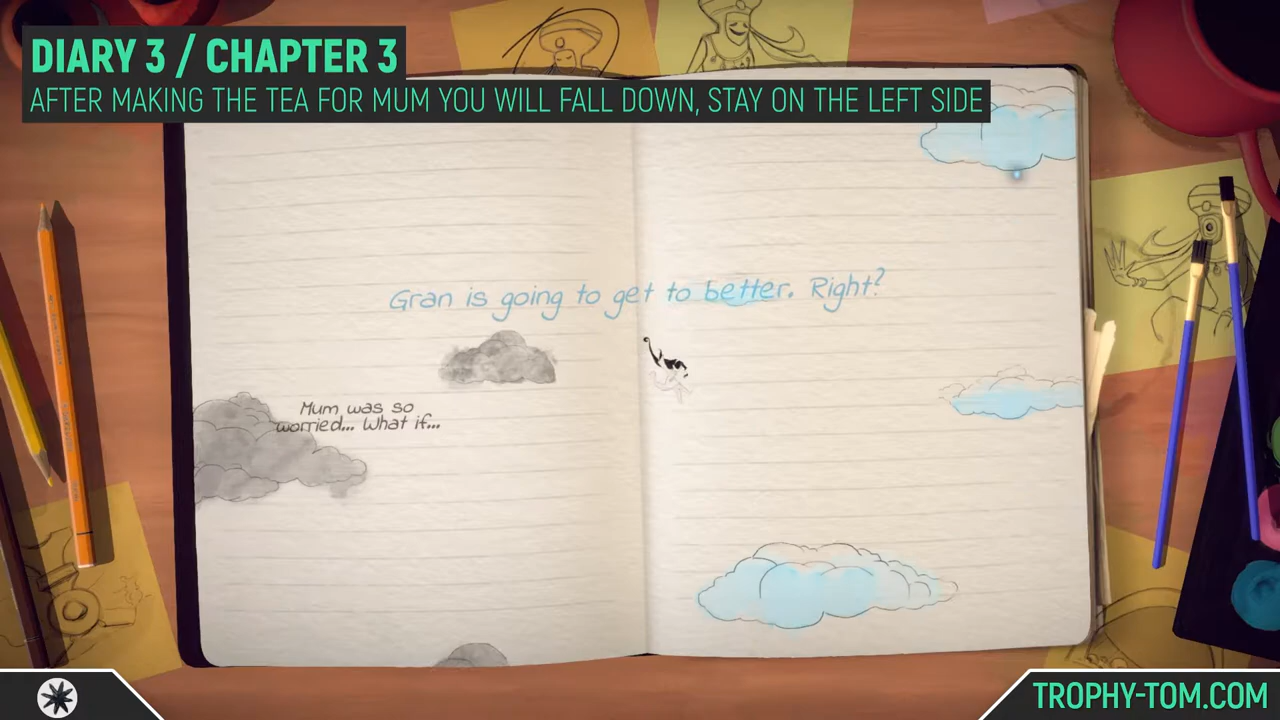 DIARY 3 / CHAPTER 3
AFTER MAKING THE TEA FOR MUM YOU WILL FALL DOWN, STAY ON THE LEFT SIDE
Gran is going to get to better. Right?
Mum was so
worried... What if...
TROPHY-TOM.COM